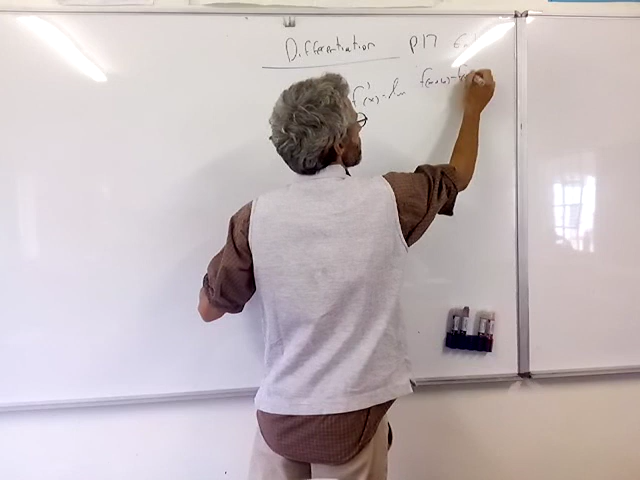 Differentiation P17
f'(x) = lim f(x+h) - f(